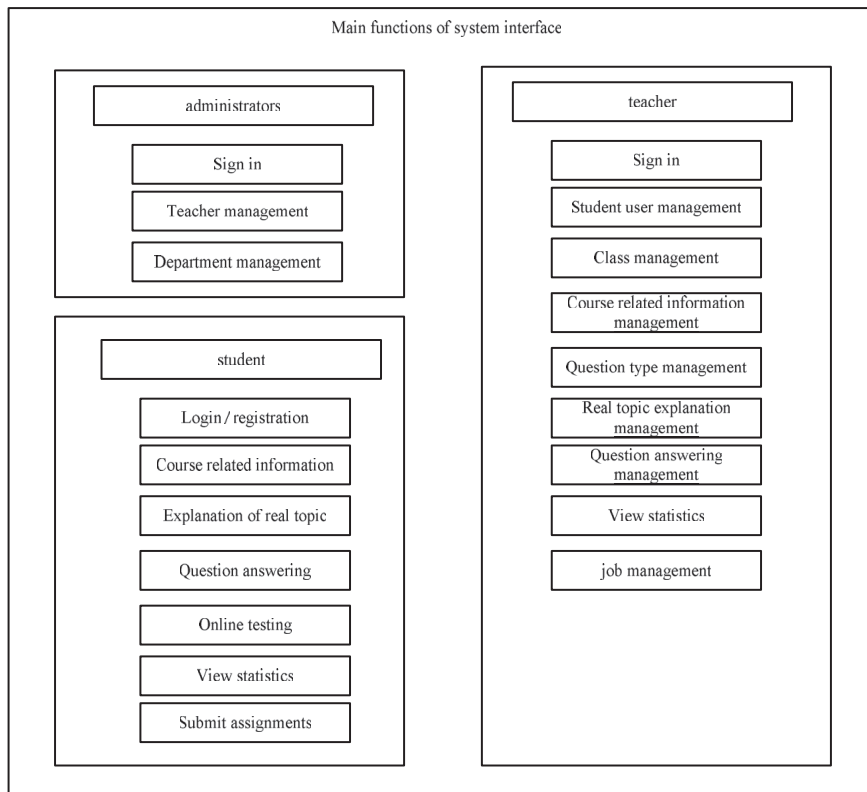 Main functions of system interface
administrators
Sign in
Teacher management
Department management
student
Login / registration
Course related information
Explanation of real topic
Question answering
Online testing
View statistics
Submit assignments
teacher
Sign in
Student user management
Class management
Course related information
management
Question type management
Real topic explanation
management
Question answering
management
View statistics
job management